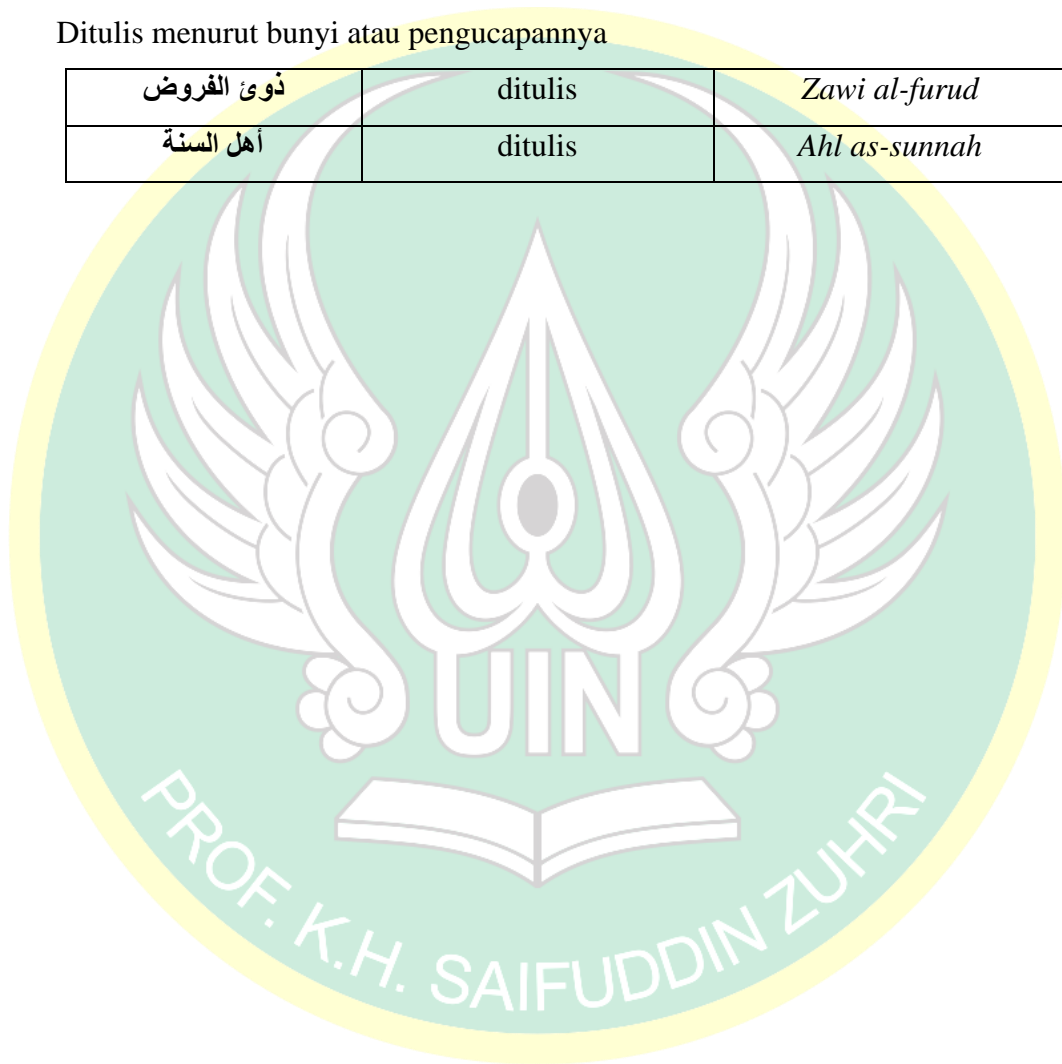 Ditulis menurut bunyi atau pengucapannya
ذوئ الفروض ditulis Zawi al-furud
أهل السنة ditulis Ahl as-sunnah
UIN
PROF. K.H. SAIFUDDIN ZUHRI